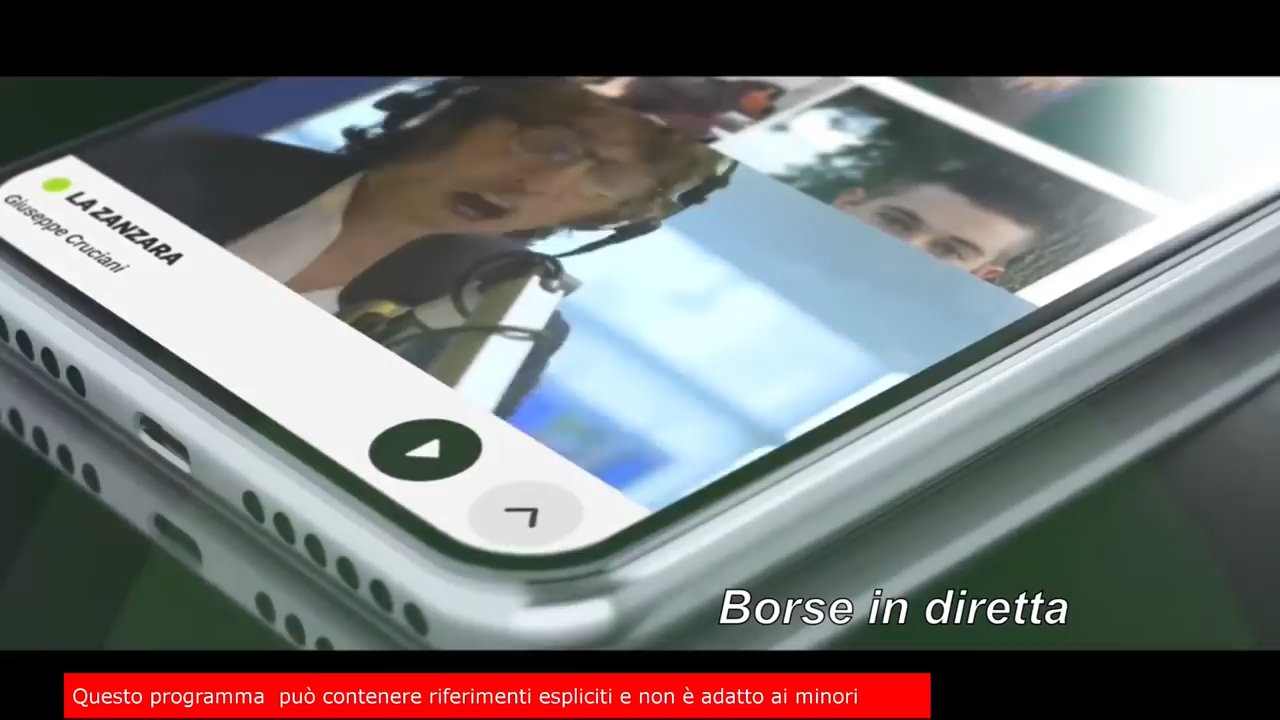 LA ZANZARA
Giuseppe Cruciani
Borse in diretta
Questo programma  può contenere riferimenti espliciti e non è adatto ai minori